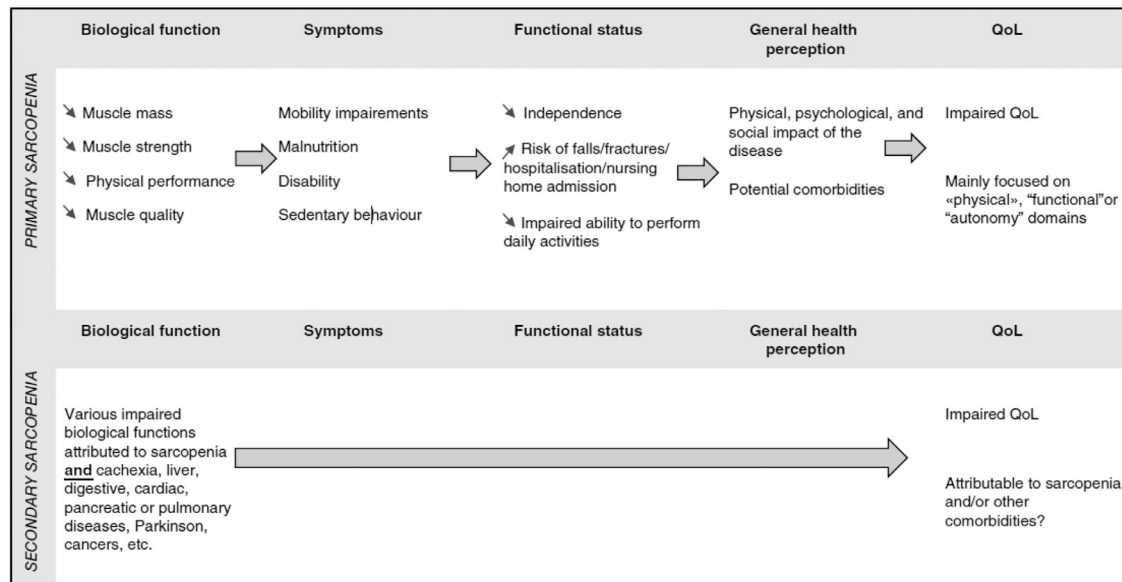 Biological function
Symptoms
Functional status
General health
perception
QoL
PRIMARY SARCOPENIA
Muscle mass
Muscle strength
Physical performance
Muscle quality
Mobility impairements
Malnutrition
Disability
Sedentary behaviour
Independence
Risk of falls/fractures/
hospitalisation/nursing
home admission
Impaired ability to perform
daily activities
Physical, psychological, and
social impact of the
disease
Potential comorbidities
Impaired QoL
Mainly focused on
«physical», “functional”or
“autonomy” domains
Biological function
Symptoms
Functional status
General health
perception
QoL
SECONDARY SARCOPENIA
Various impaired
biological functions
attributed to sarcopenia
and cachexia, liver,
digestive, cardiac,
pancreatic or pulmonary
diseases, Parkinson,
cancers, etc.
Impaired QoL
Attributable to sarcopenia
and/or other
comorbidities?